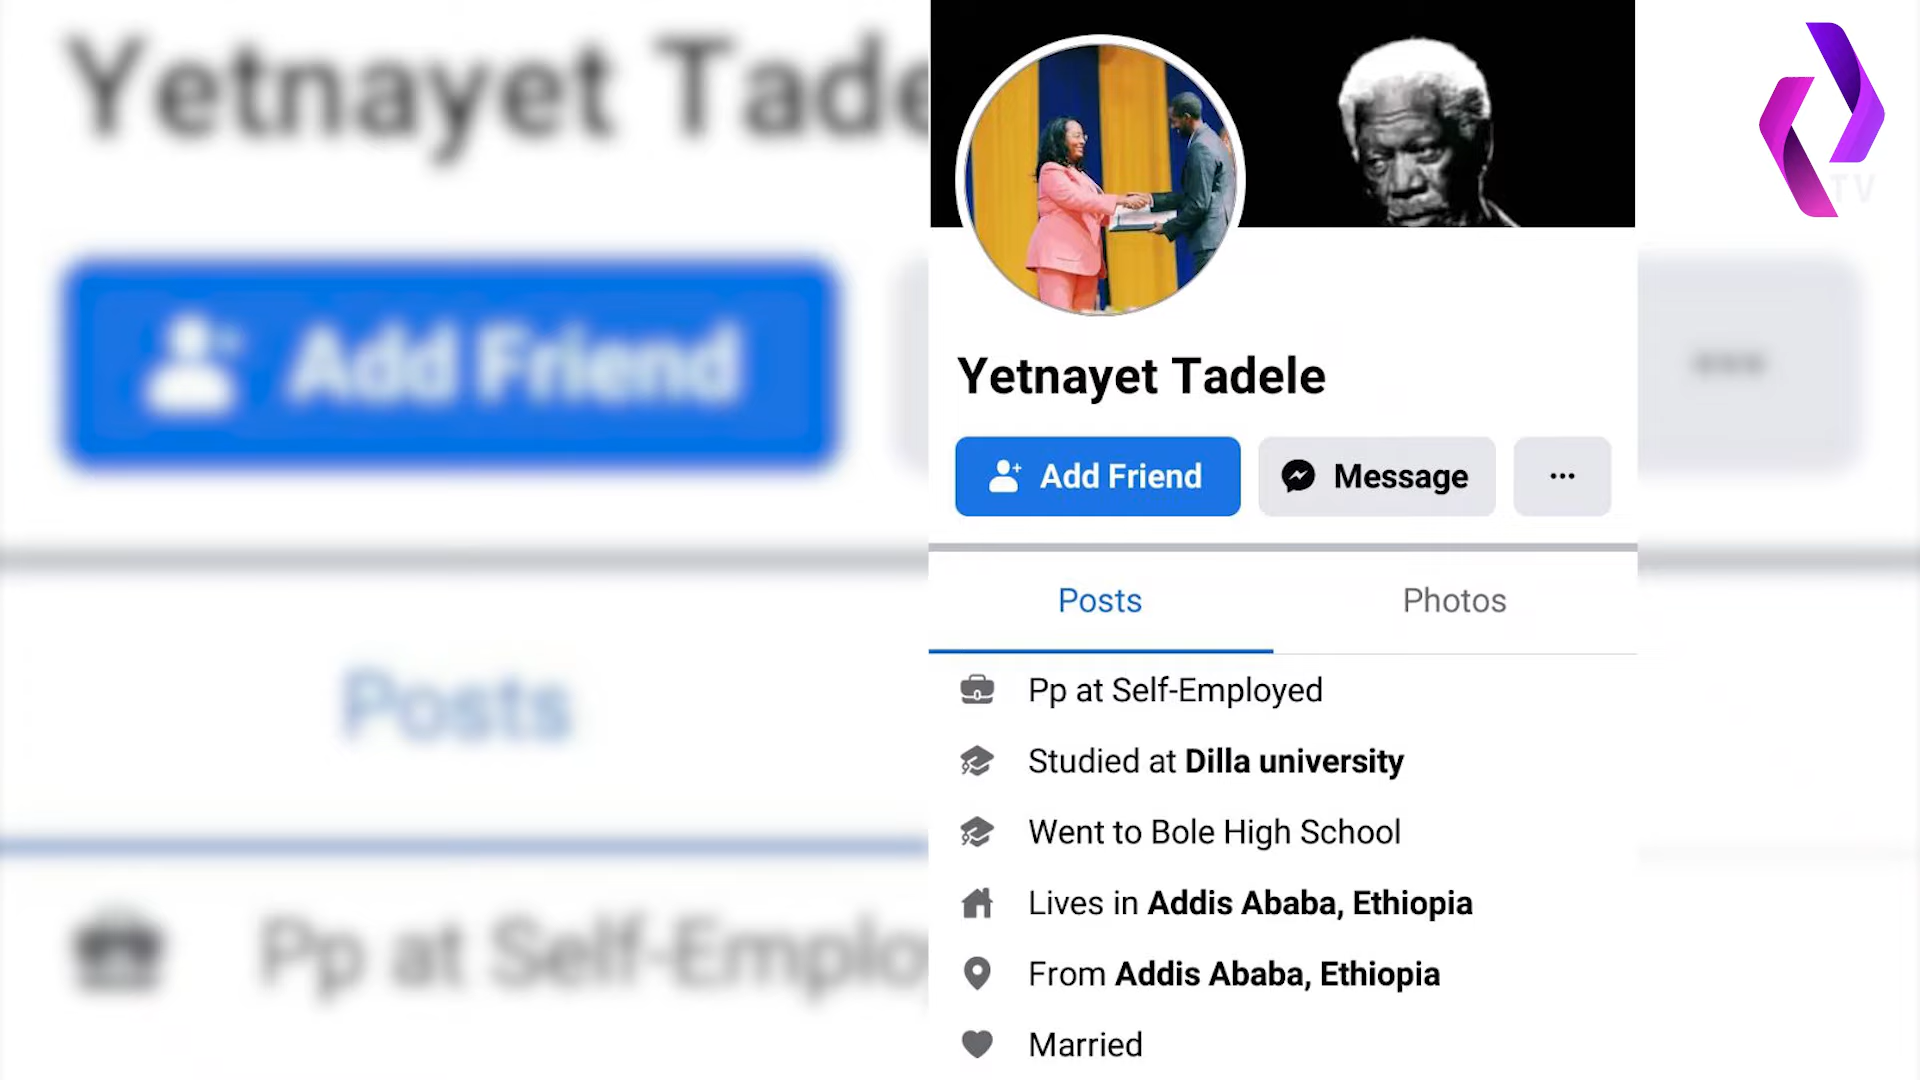 Yetnayet Tade
Add Friend
Posts
Pp at Self-Emplo
TV
Yetnayet Tadele
Add Friend
Message
Posts
Photos
Pp at Self-Employed
Studied at Dilla university
Went to Bole High School
Lives in Addis Ababa, Ethiopia
From Addis Ababa, Ethiopia
Married